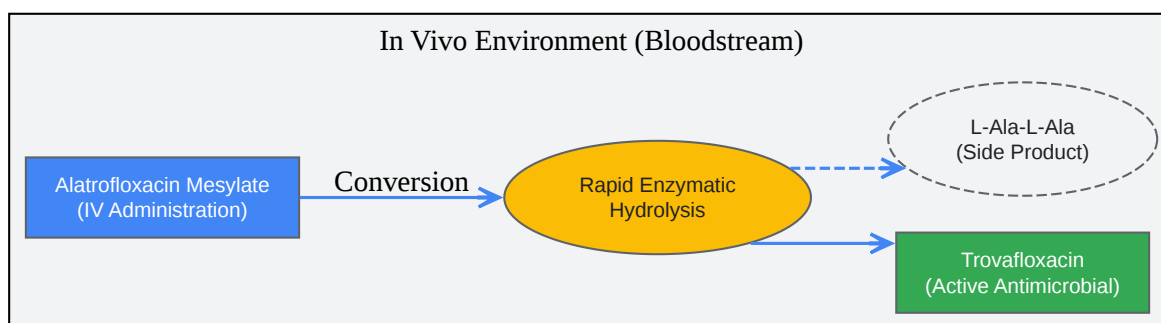 In Vivo Environment (Bloodstream)
Alatrofloxacin Mesylate
(IV Administration)
Conversion
Rapid Enzymatic
Hydrolysis
L-Ala-L-Ala
(Side Product)
Trovafloxacin
(Active Antimicrobial)